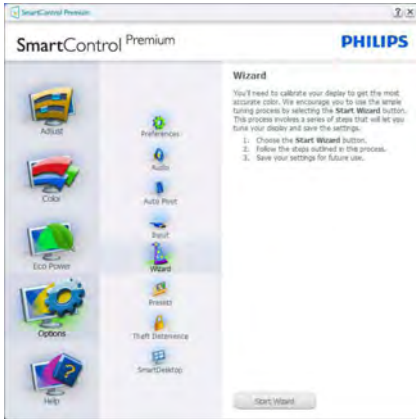 SmartControl Premium
SmartControl Premium
PHILIPS
Adjust
Color
Eco Power
Options
Help
Preferences
Audio
Auto Pivot
Input
Wizard
Presets
Theft Deterrence
SmartDesktop
Wizard
You'll need to calibrate your display to get the most
accurate color. We encourage you to use the simple
tuning process by selecting the Start Wizard button.
This process involves a series of steps that will let you
tune your display and save the settings.
1. Choose the Start Wizard button.
2. Follow the steps outlined in the process.
3. Save your settings for future use.
Start Wizard